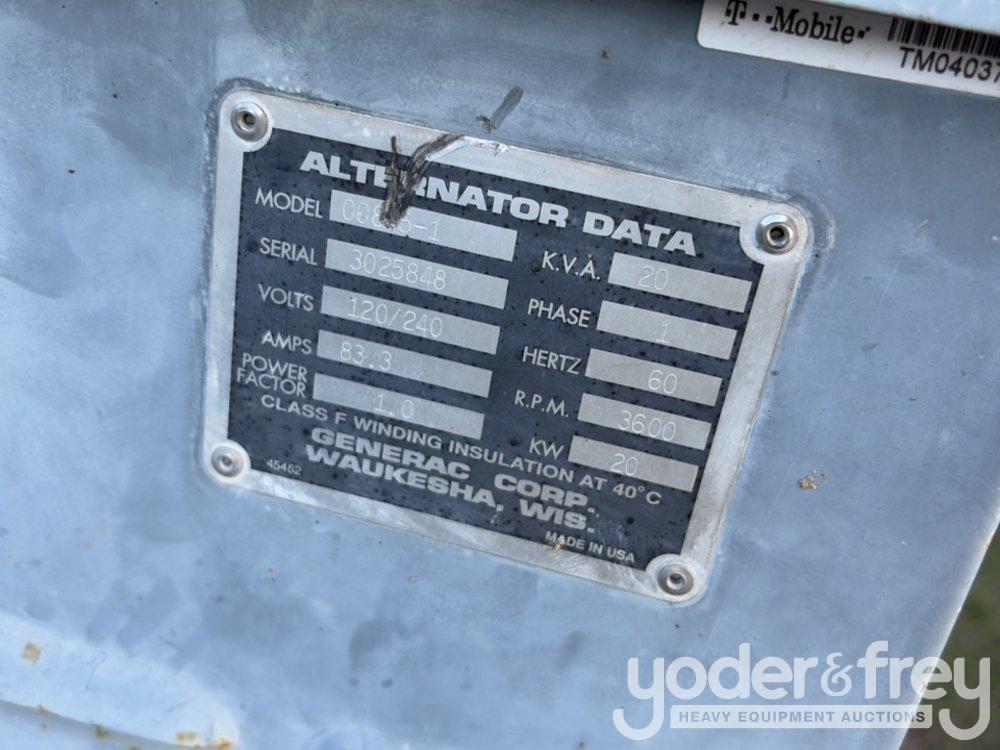 T··Mobile·
TM04037
ALTERNATOR DATA
MODEL
SERIAL 3025848
VOLTS 120/240
AMPS 83.3
POWER FACTOR 1.0
K.V.A. 20
PHASE 1
HERTZ 60
R.P.M. 3600
KW 20
CLASS F WINDING INSULATION AT 40°C
GENERAC CORP.
WAUKESHA, WIS.
45452
MADE IN USA
yoder&frey
HEAVY EQUIPMENT AUCTIONS